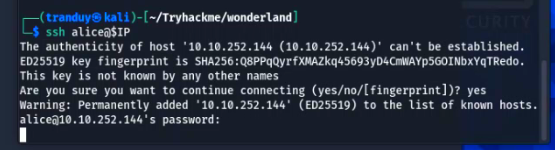 CURITY
┌──(tranduy㉿kali)-[~/Tryhackme/wonderland]
└─$ ssh alice@$IP
The authenticity of host '10.10.252.144 (10.10.252.144)' can't be established.
ED25519 key fingerprint is SHA256:Q8PPqQyrfXMAZkq45693yD4CmWAYp5GOINbxYqTRedo.
This key is not known by any other names
Are you sure you want to continue connecting (yes/no/[fingerprint])? yes
Warning: Permanently added '10.10.252.144' (ED25519) to the list of known hosts.
alice@10.10.252.144's password: